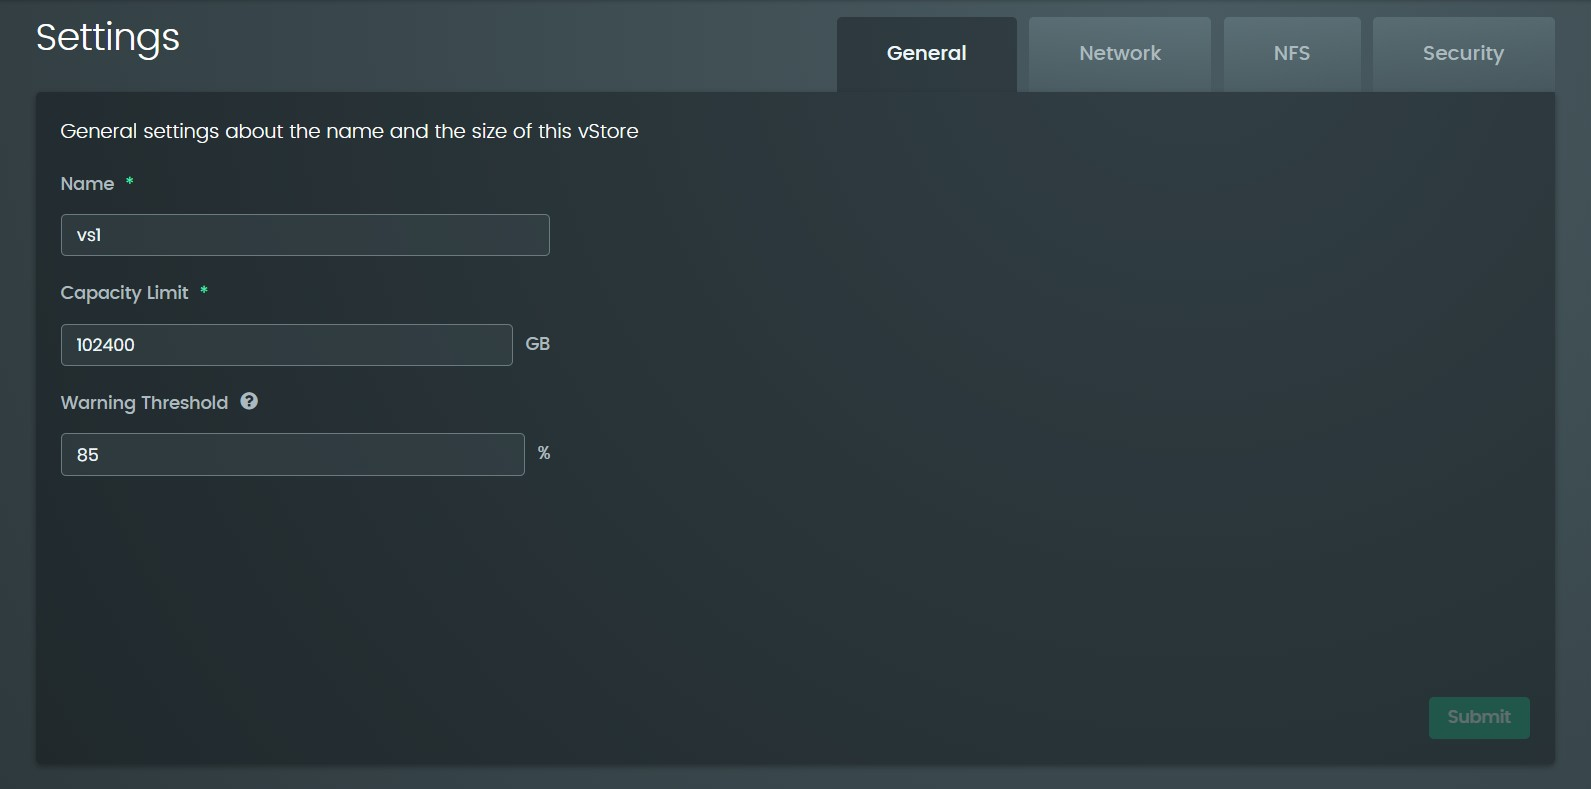 Settings
General
Network
NFS
Security
General settings about the name and the size of this vStore
Name *
vs1
Capacity Limit *
102400 GB
Warning Threshold ?
85 %
Submit